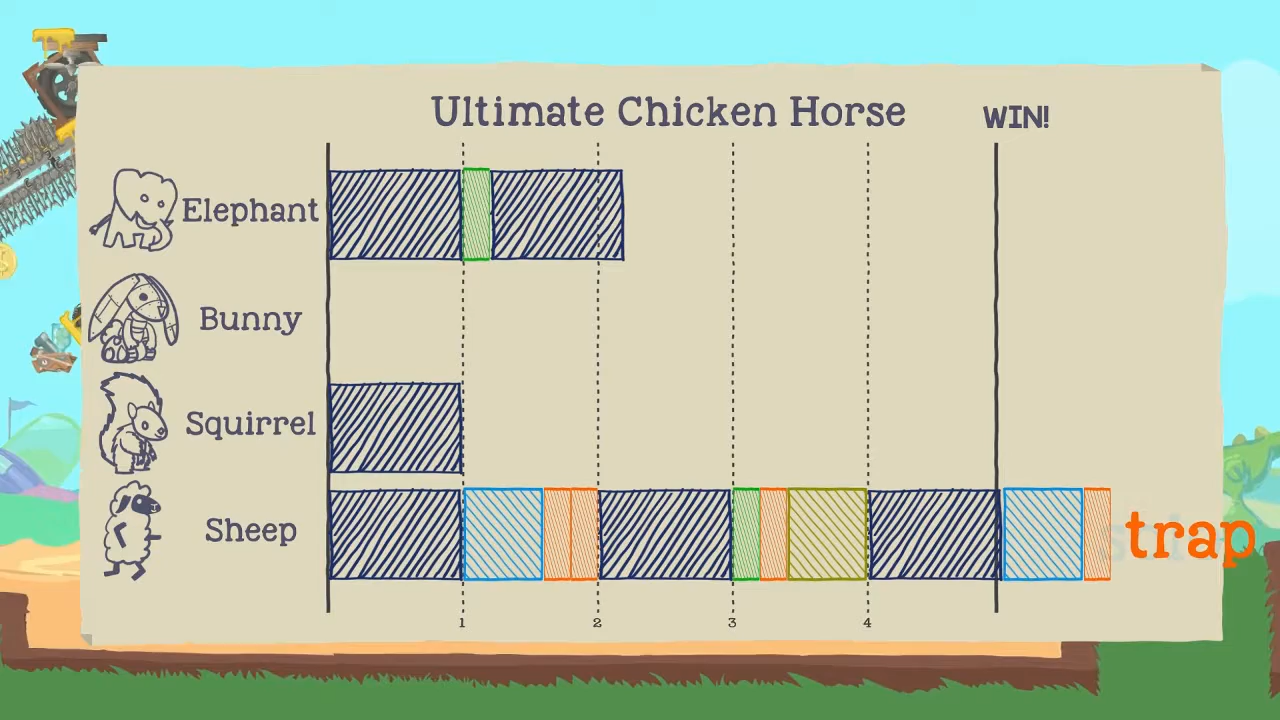 Ultimate Chicken Horse
WIN!
Elephant
Bunny
Squirrel
Sheep
trap
1 2 3 4